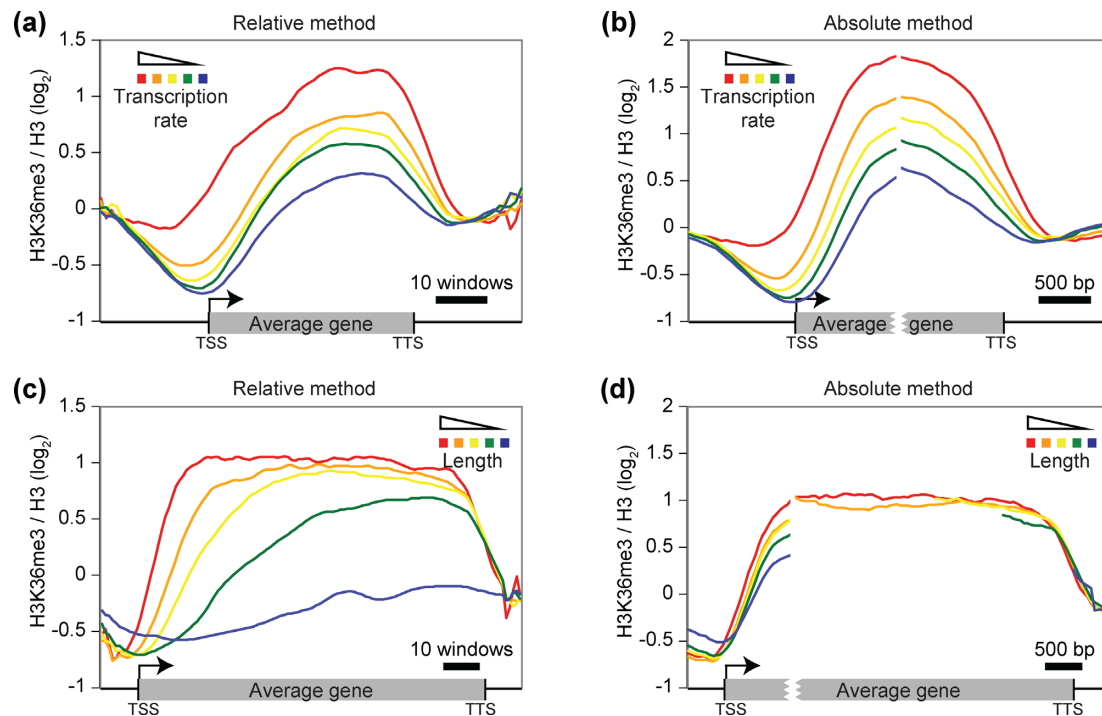 (a)
Relative method
1.5
1
0.5
0
-0.5
-1
H3K36me3 / H3 (log2)
Transcription
rate
10 windows
Average gene
TSS
TTS
(b)
Absolute method
2
1.5
1
0.5
0
-0.5
-1
H3K36me3 / H3 (log2)
Transcription
rate
500 bp
Average gene
TSS
TTS
(c)
Relative method
1.5
1
0.5
0
-0.5
-1
H3K36me3 / H3 (log2)
Length
10 windows
Average gene
TSS
TTS
(d)
Absolute method
2
1.5
1
0.5
0
-0.5
-1
H3K36me3 / H3 (log2)
Length
500 bp
Average gene
TSS
TTS